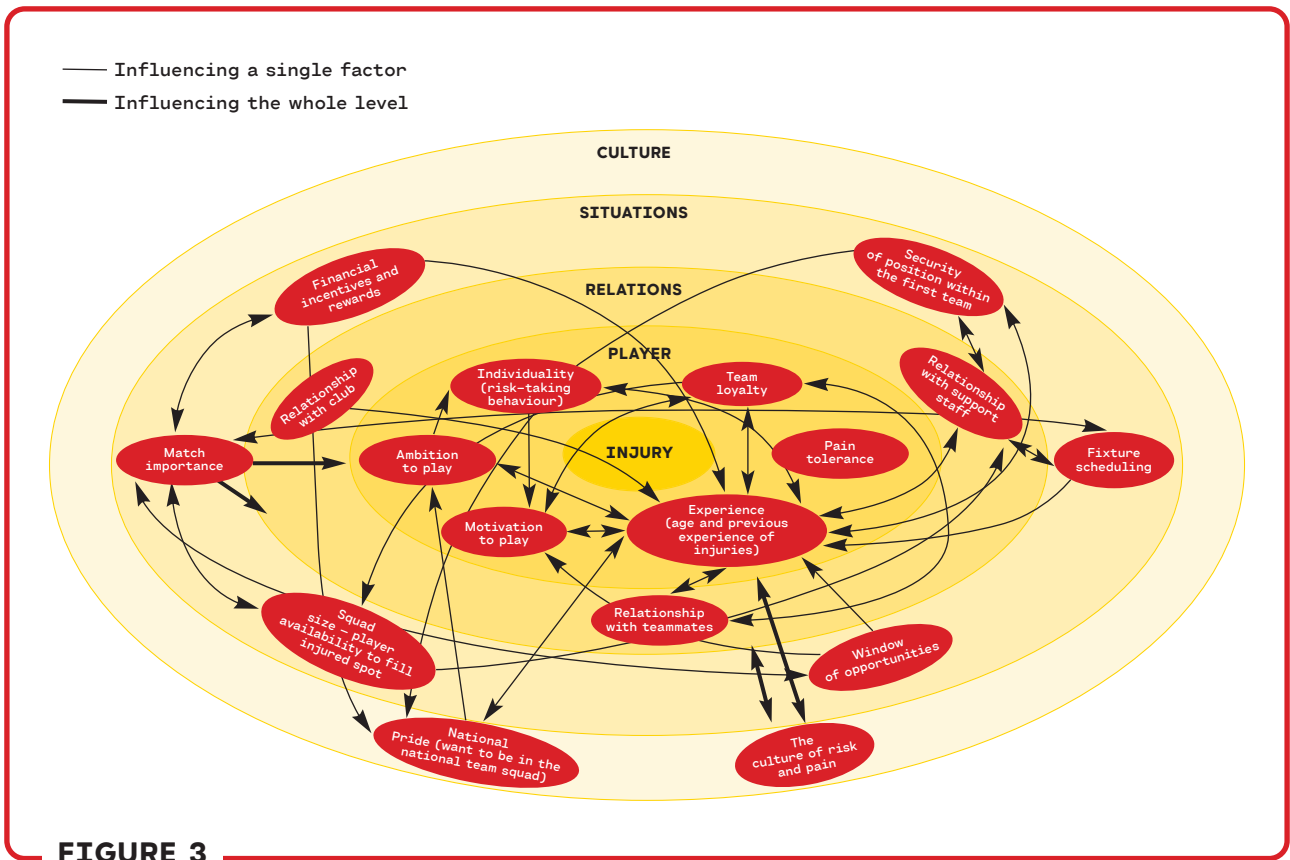 Influencing a single factor
Influencing the whole level
CULTURE
SITUATIONS
RELATIONS
PLAYER
INJURY
Financial
incentives and
rewards
Security
of position within
the first team
Relationship
with club
Individuality
(risk-taking
behaviour)
Team
loyalty
Relationship
with support
staff
Match
importance
Ambition
to play
Pain
tolerance
Fixture
scheduling
Motivation
to play
Experience
(age and previous
experience of
injuries)
Relationship
with teammates
Squad
size – player
availability to fill
injured spot
Window
of opportunities
National
Pride (want to be in the
national team squad)
The
culture of risk
and pain
FIGURE 3